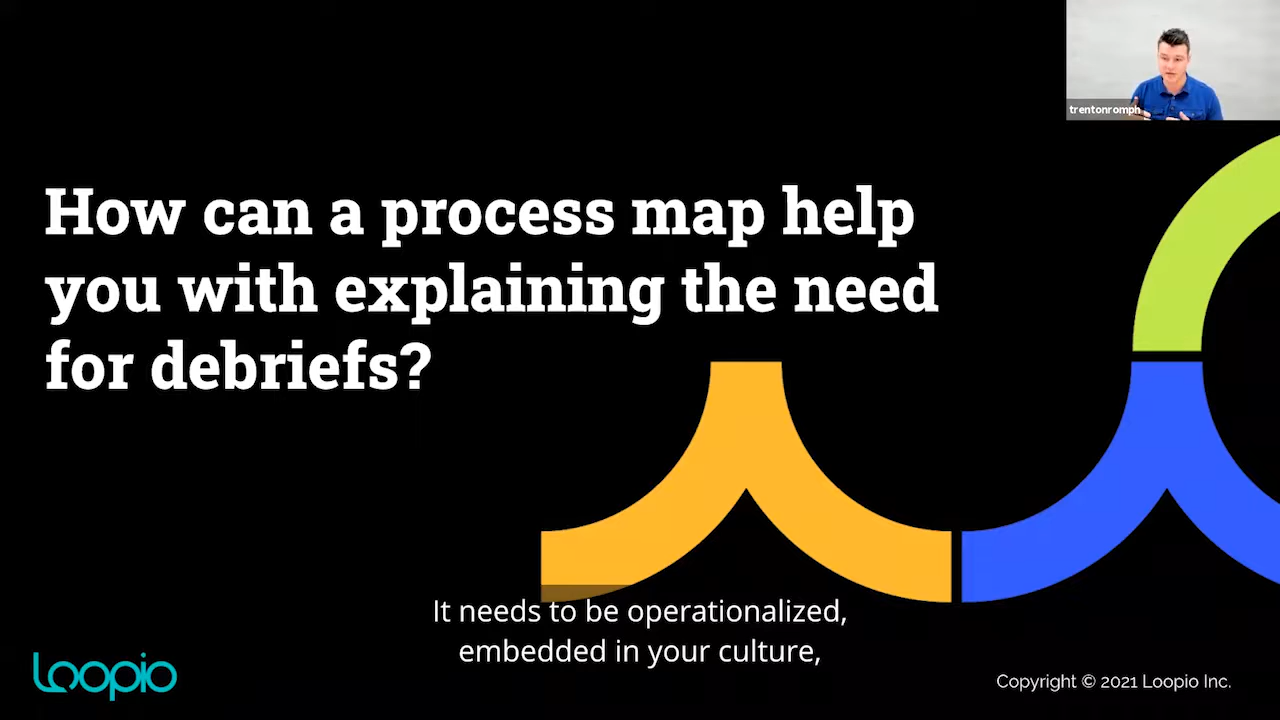 trentonromph
How can a process map help
you with explaining the need
for debriefs?
It needs to be operationalized,
embedded in your culture,
Loopio
Copyright © 2021 Loopio Inc.